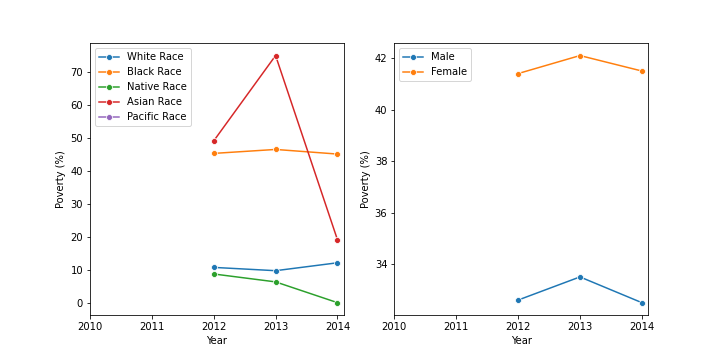 White Race
Black Race
Native Race
Asian Race
Pacific Race
Poverty (%)
70
60
50
40
30
20
10
0
2010 2011 2012 2013 2014
Year
Male
Female
Poverty (%)
42
40
38
36
34
2010 2011 2012 2013 2014
Year